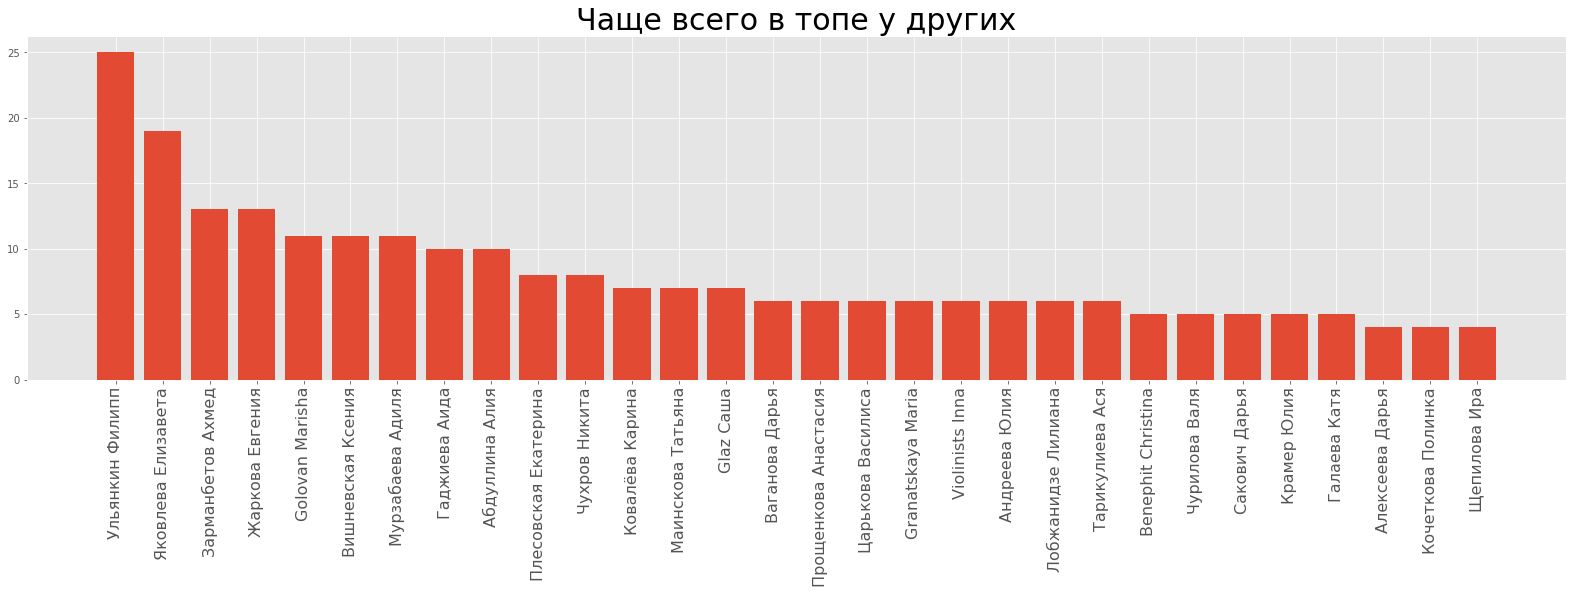 Чаще всего в топе у других
25
20
15
10
5
0
Ульянкин Филипп
Яковлева Елизавета
Зарманбетов Ахмед
Жаркова Евгения
Golovan Marisha
Вишневская Ксения
Мурзабаева Адиля
Гаджиева Аида
Абдуллина Алия
Плесовская Екатерина
Чухров Никита
Ковалёва Карина
Маинскова Татьяна
Glaz Саша
Ваганова Дарья
Прощенкова Анастасия
Царькова Василиса
Granatskaya Maria
Violinists Inna
Андреева Юлия
Лобжанидзе Лилиана
Тарикулиева Ася
Benephit Christina
Чурилова Валя
Сакович Дарья
Крамер Юлия
Галаева Катя
Алексеева Дарья
Кочеткова Полинка
Щепилова Ира